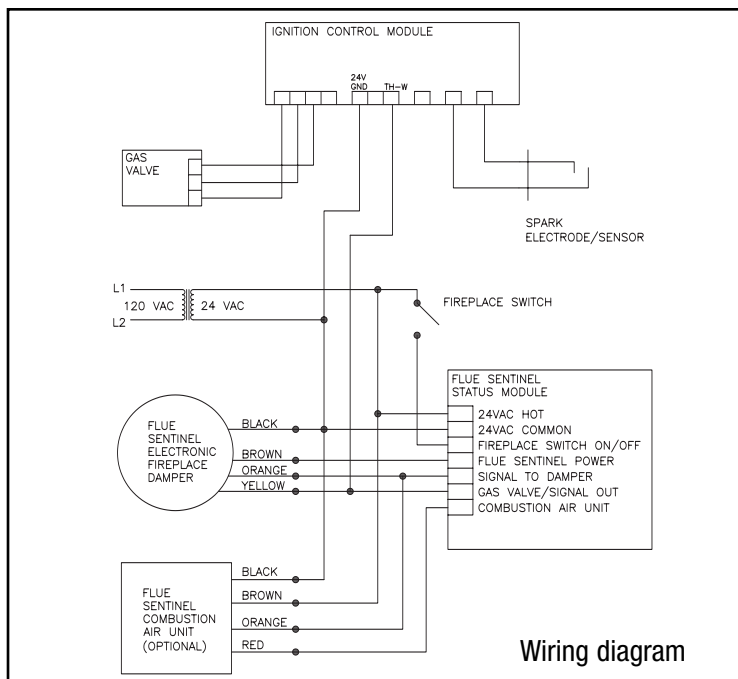 IGNITION CONTROL MODULE
24V
GND
TH-W
GAS
VALVE
SPARK
ELECTRODE/SENSOR
L1
120 VAC
24 VAC
L2
FIREPLACE SWITCH
FLUE SENTINEL
STATUS MODULE
24VAC HOT
24VAC COMMON
FIREPLACE SWITCH ON/OFF
FLUE SENTINEL POWER
SIGNAL TO DAMPER
GAS VALVE/SIGNAL OUT
COMBUSTION AIR UNIT
FLUE
SENTINEL
ELECTRONIC
FIREPLACE
DAMPER
BLACK
BROWN
ORANGE
YELLOW
FLUE
SENTINEL
COMBUSTION
AIR UNIT
(OPTIONAL)
BLACK
BROWN
ORANGE
RED
Wiring diagram